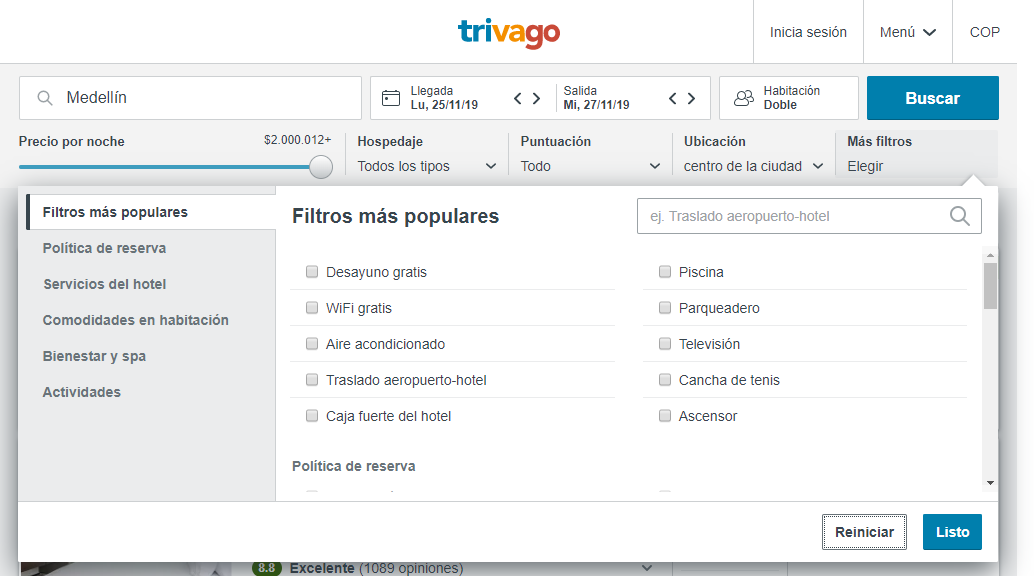 trivago
Inicia sesión
Menú
COP
Medellín
Llegada
Lu, 25/11/19
Salida
Mi, 27/11/19
Habitación
Doble
Buscar
Precio por noche
$2.000.012+
Hospedaje
Todos los tipos
Puntuación
Todo
Ubicación
centro de la ciudad
Más filtros
Elegir
Filtros más populares
Política de reserva
Servicios del hotel
Comodidades en habitación
Bienestar y spa
Actividades
Filtros más populares
ej. Traslado aeropuerto-hotel
Desayuno gratis
Piscina
WiFi gratis
Parqueadero
Aire acondicionado
Televisión
Traslado aeropuerto-hotel
Cancha de tenis
Caja fuerte del hotel
Ascensor
Política de reserva
Reiniciar
Listo
8.8 Excelente (1089 opiniones)